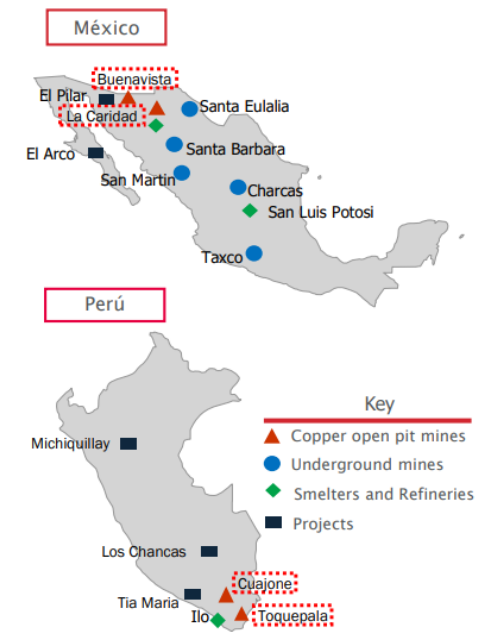 México
Buenavista
El Pilar
La Caridad
Santa Eulalia
El Arco
Santa Barbara
San Martin
Charcas
San Luis Potosi
Taxco
Perú
Key
Copper open pit mines
Michiquillay
Underground mines
Smelters and Refineries
Projects
Los Chancas
Cuajone
Tia Maria
Ilo
Toquepala